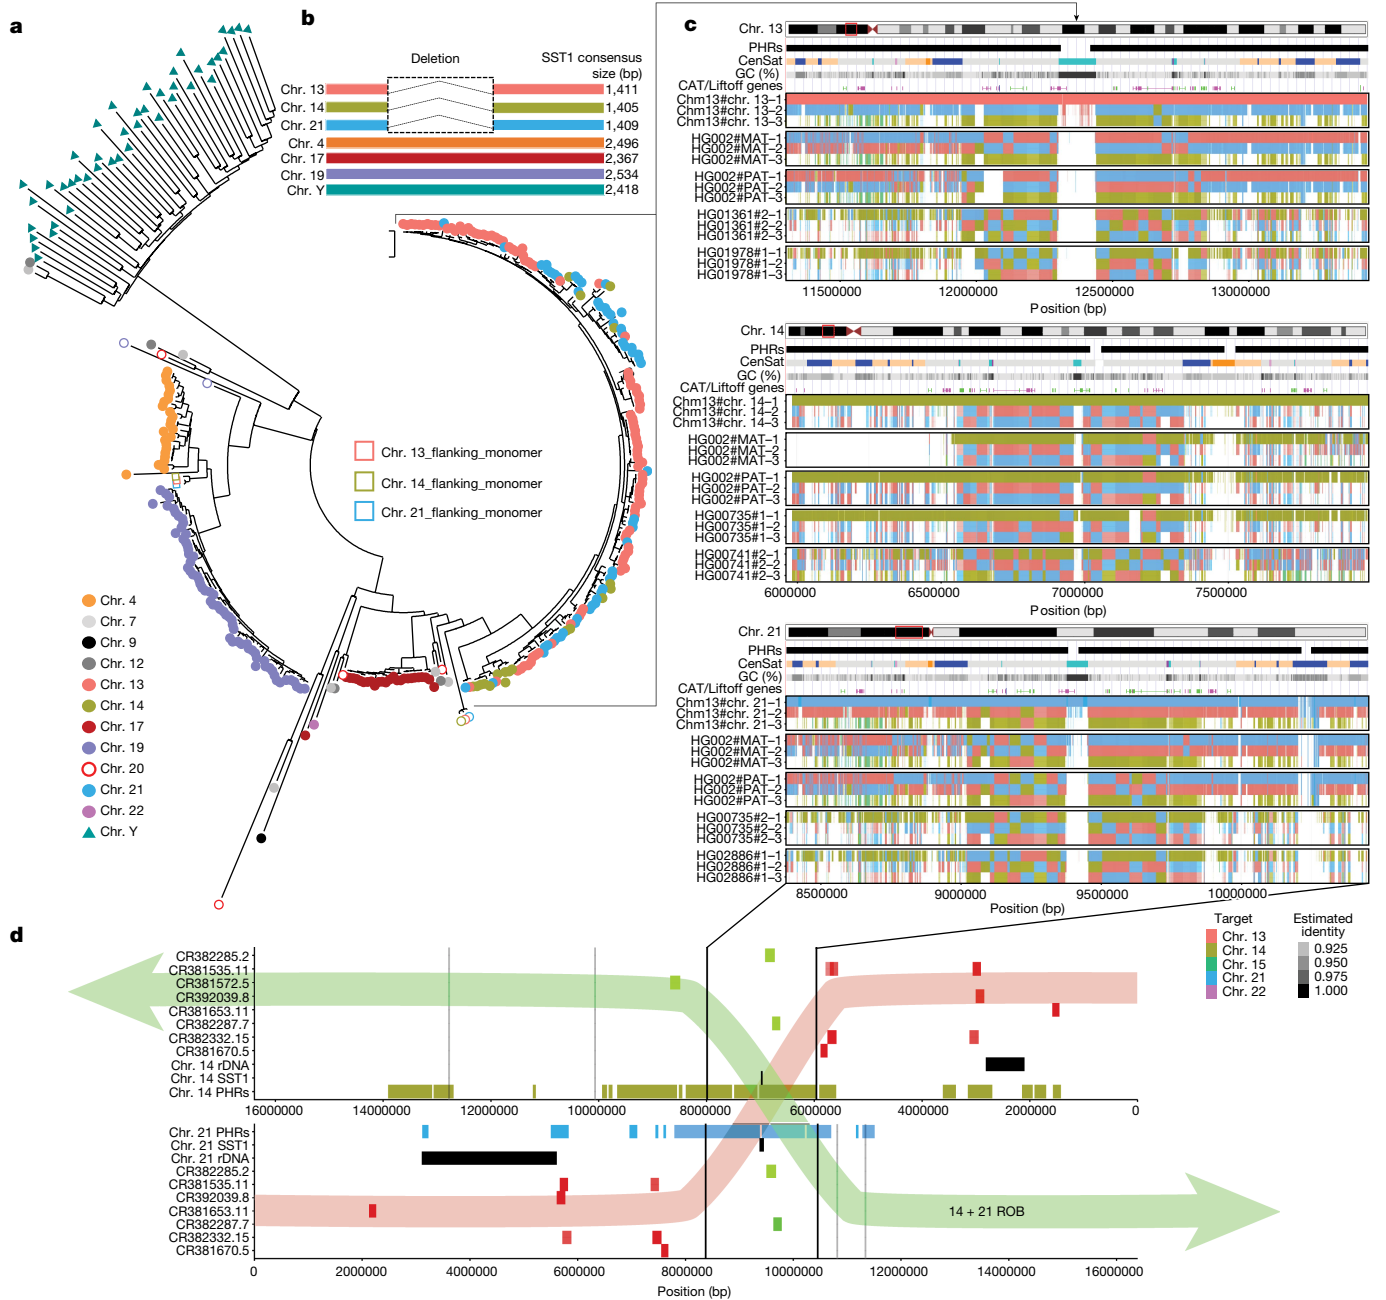 a
b
Deletion
SST1 consensus
size (bp)
Chr. 13
1,411
Chr. 14
1,405
Chr. 21
1,409
Chr. 4
2,496
Chr. 17
2,367
Chr. 19
2,534
Chr. Y
2,418
Chr. 13_flanking_monomer
Chr. 14_flanking_monomer
Chr. 21_flanking_monomer
Chr. 4
Chr. 7
Chr. 9
Chr. 12
Chr. 13
Chr. 14
Chr. 17
Chr. 19
Chr. 20
Chr. 21
Chr. 22
Chr. Y
c
Chr. 13
PHRs
CenSat
GC (%)
CAT/Liftoff genes
Chm13#chr. 13–1
Chm13#chr. 13–2
Chm13#chr. 13–3
HG002#MAT–1
HG002#MAT–2
HG002#MAT–3
HG002#PAT–1
HG002#PAT–2
HG002#PAT–3
HG01361#2–1
HG01361#2–2
HG01361#2–3
HG01978#1–1
HG01978#1–2
HG01978#1–3
11500000 12000000 12500000 13000000
Position (bp)
Chr. 14
PHRs
CenSat
GC (%)
CAT/Liftoff genes
Chm13#chr. 14–1
Chm13#chr. 14–2
Chm13#chr. 14–3
HG002#MAT–1
HG002#MAT–2
HG002#MAT–3
HG002#PAT–1
HG002#PAT–2
HG002#PAT–3
HG00735#1–1
HG00735#1–2
HG00735#1–3
HG00741#2–1
HG00741#2–2
HG00741#2–3
6000000 6500000 7000000 7500000
Position (bp)
Chr. 21
PHRs
CenSat
GC (%)
CAT/Liftoff genes
Chm13#chr. 21–1
Chm13#chr. 21–2
Chm13#chr. 21–3
HG002#MAT–1
HG002#MAT–2
HG002#MAT–3
HG002#PAT–1
HG002#PAT–2
HG002#PAT–3
HG00735#2–1
HG00735#2–2
HG00735#2–3
HG02886#1–1
HG02886#1–2
HG02886#1–3
8500000 9000000 9500000 10000000
Position (bp)
Target
Chr. 13
Chr. 14
Chr. 15
Chr. 21
Chr. 22
Estimated
identity
0.925
0.950
0.975
1.000
d
CR382285.2
CR381535.11
CR381572.5
CR392039.8
CR381653.11
CR382287.7
CR382332.15
CR381670.5
Chr. 14 rDNA
Chr. 14 SST1
Chr. 14 PHRs
16000000 14000000 12000000 10000000 8000000 6000000 4000000 2000000 0
Chr. 21 PHRs
Chr. 21 SST1
Chr. 21 rDNA
CR382285.2
CR381535.11
CR392039.8
CR381653.11
CR382287.7
CR382332.15
CR381670.5
14 + 21 ROB
0 2000000 4000000 6000000 8000000 10000000 12000000 14000000 16000000
Position (bp)